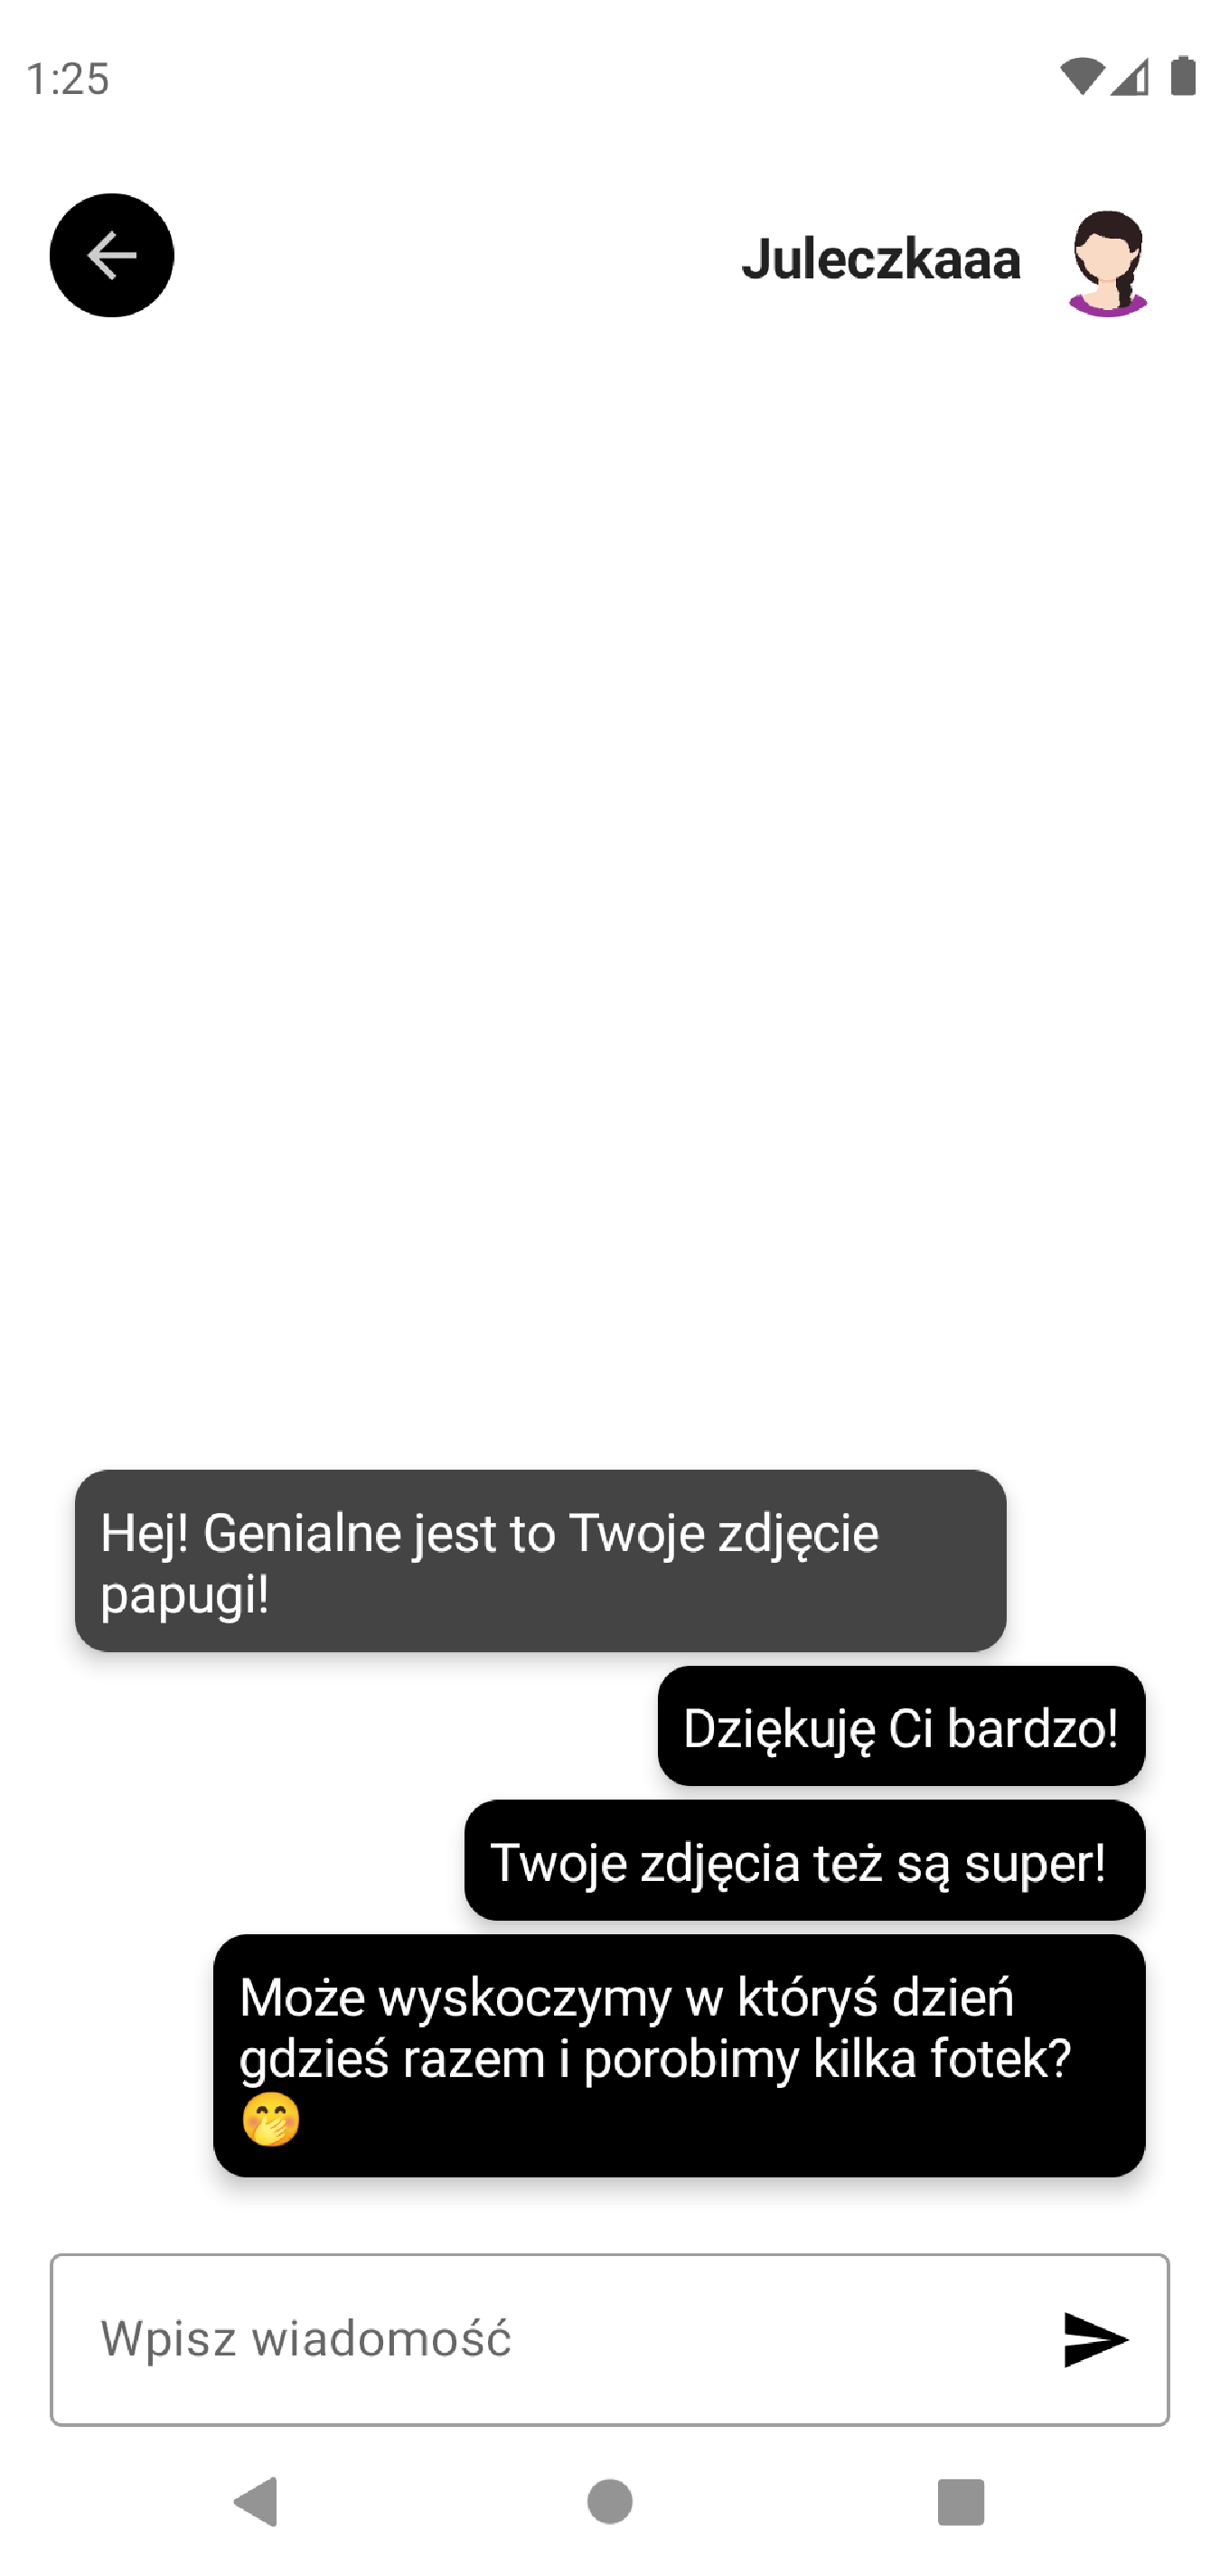 1:25
Juleczkaaa
Hej! Genialne jest to Twoje zdjęcie
papugi!
Dziękuję Ci bardzo!
Twoje zdjęcia też są super!
Może wyskoczymy w któryś dzień
gdzieś razem i porobimy kilka fotek?
🤭
Wpisz wiadomość